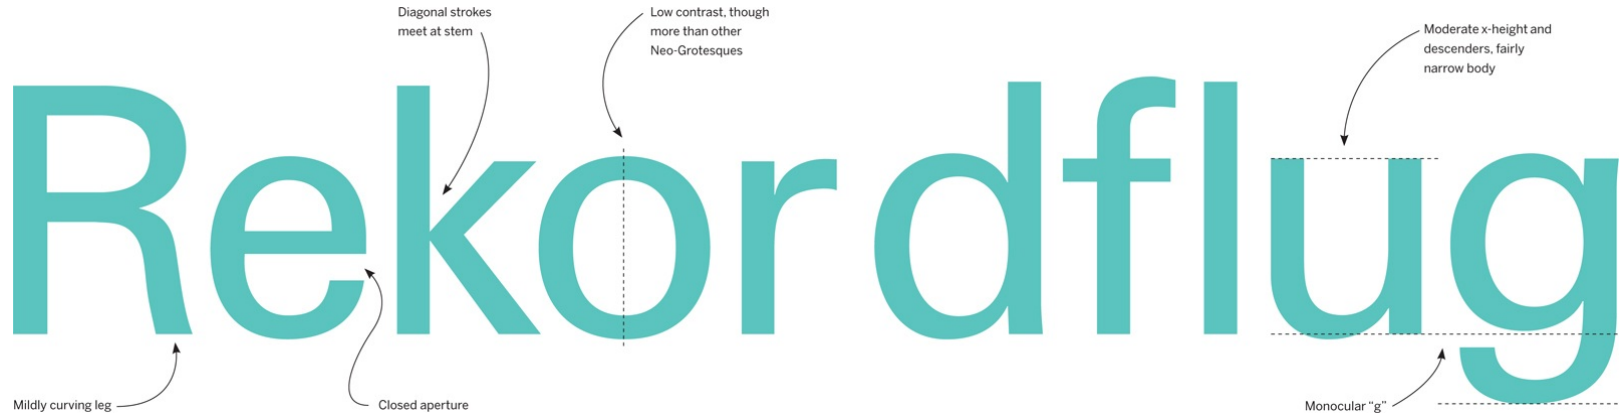 Diagonal strokes
meet at stem
Low contrast, though
more than other
Neo-Grotesques
Moderate x-height and
descenders, fairly
narrow body
Rekordflug
Mildly curving leg
Closed aperture
Monocular “g”